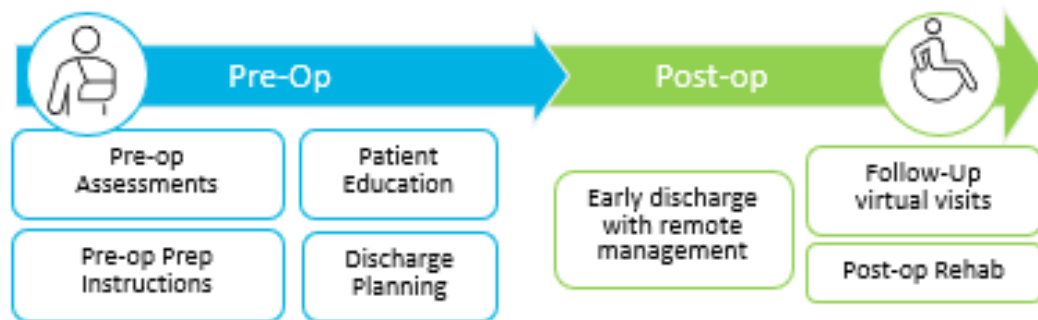 Pre-Op
Post-op
Pre-op
Assessments
Patient
Education
Pre-op Prep
Instructions
Discharge
Planning
Early discharge
with remote
management
Follow-Up
virtual visits
Post-op Rehab